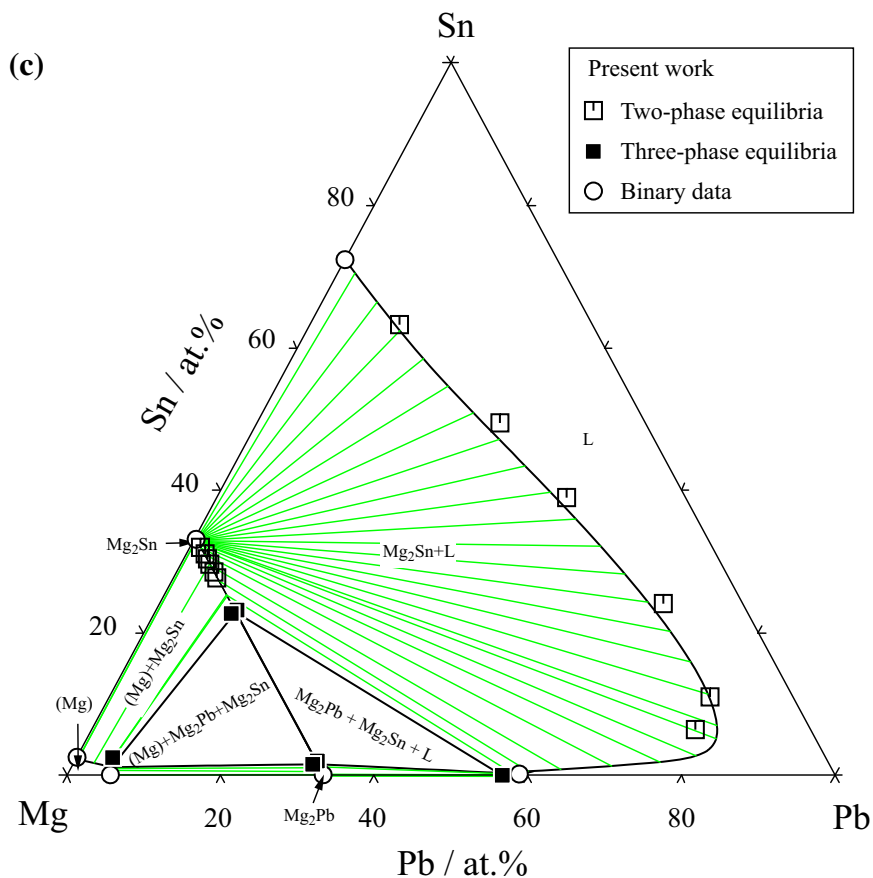 (c)
Sn
Present work
Two-phase equilibria
Three-phase equilibria
Binary data
80
60
40
20
Sn / at.%
L
Mg₂Sn
Mg₂Sn+L
(Mg)+Mg₂Sn
(Mg)
(Mg)+Mg₂Pb+Mg₂Sn
Mg₂Pb + Mg₂Sn + L
Mg
Mg₂Pb
Pb
20
40
60
80
Pb / at.%